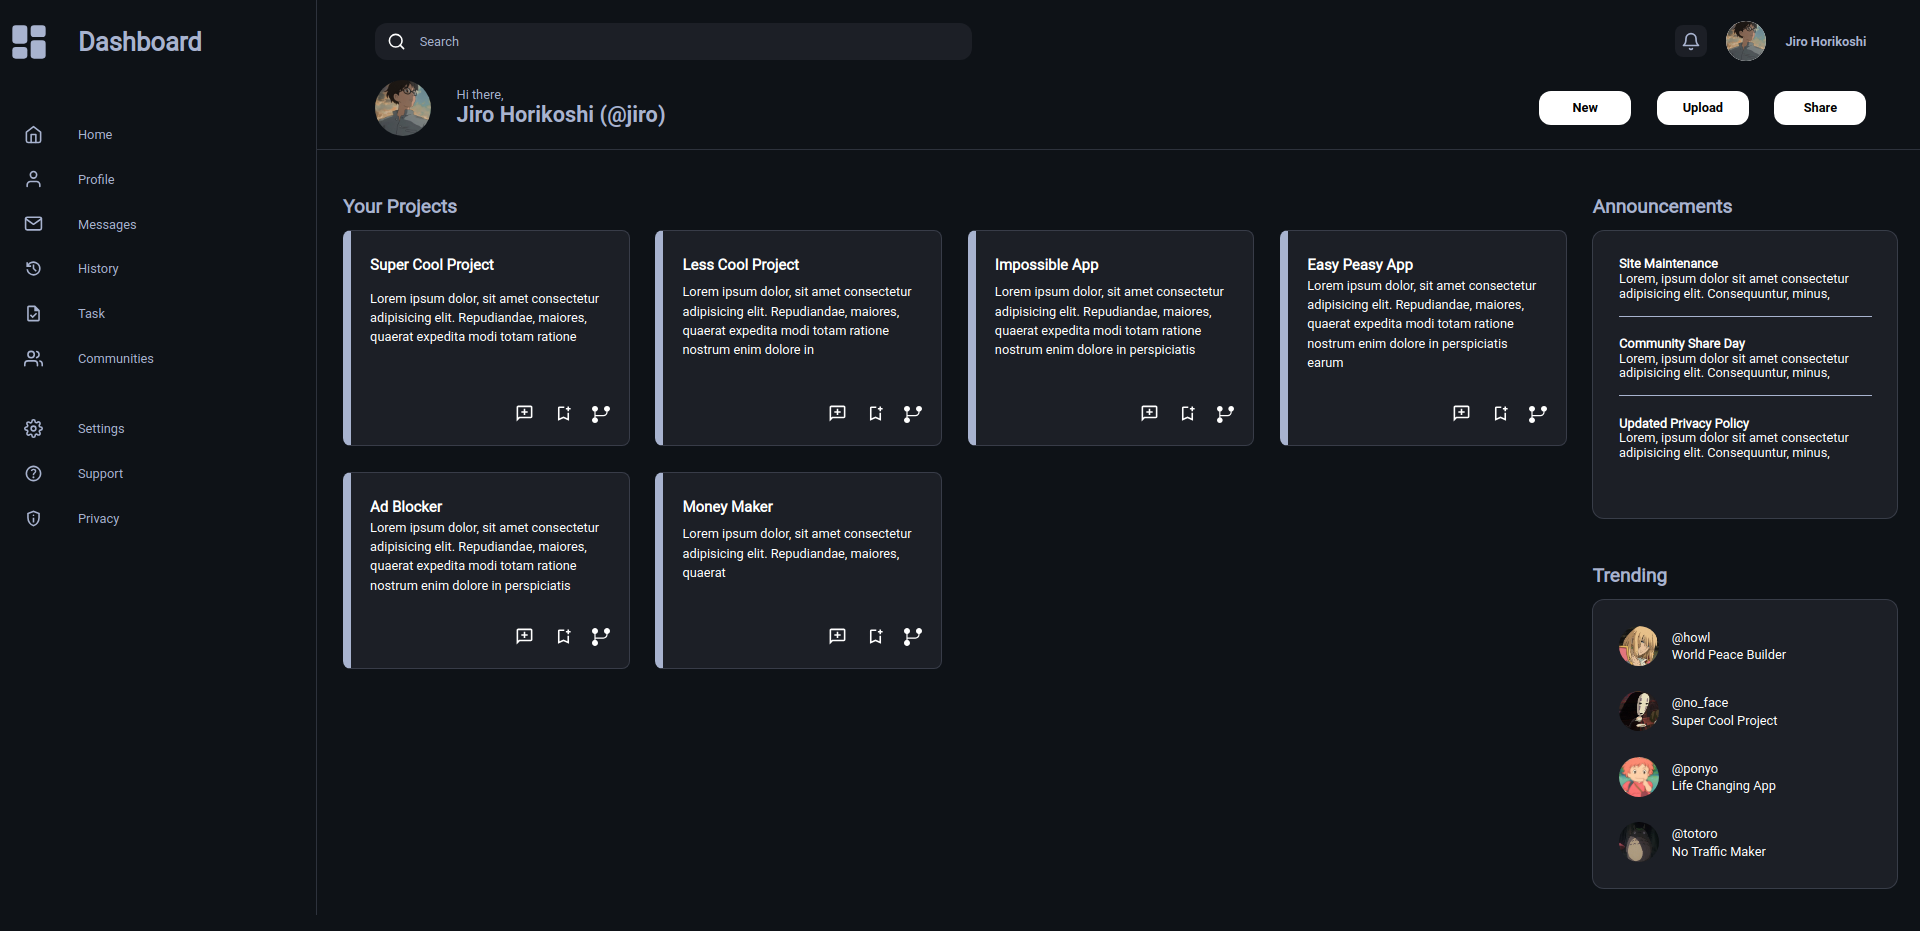 Dashboard
Home
Profile
Messages
History
Task
Communities
Settings
Support
Privacy
Search
Jiro Horikoshi
Hi there,
Jiro Horikoshi (@jiro)
New
Upload
Share
Your Projects
Super Cool Project
Lorem ipsum dolor, sit amet consectetur
adipisicing elit. Repudiandae, maiores,
quaerat expedita modi totam ratione
Less Cool Project
Lorem ipsum dolor, sit amet consectetur
adipisicing elit. Repudiandae, maiores,
quaerat expedita modi totam ratione
nostrum enim dolore in
Impossible App
Lorem ipsum dolor, sit amet consectetur
adipisicing elit. Repudiandae, maiores,
quaerat expedita modi totam ratione
nostrum enim dolore in perspiciatis
Easy Peasy App
Lorem ipsum dolor, sit amet consectetur
adipisicing elit. Repudiandae, maiores,
quaerat expedita modi totam ratione
nostrum enim dolore in perspiciatis
earum
Ad Blocker
Lorem ipsum dolor, sit amet consectetur
adipisicing elit. Repudiandae, maiores,
quaerat expedita modi totam ratione
nostrum enim dolore in perspiciatis
Money Maker
Lorem ipsum dolor, sit amet consectetur
adipisicing elit. Repudiandae, maiores,
quaerat
Announcements
Site Maintenance
Lorem, ipsum dolor sit amet consectetur
adipisicing elit. Consequuntur, minus,
Community Share Day
Lorem, ipsum dolor sit amet consectetur
adipisicing elit. Consequuntur, minus,
Updated Privacy Policy
Lorem, ipsum dolor sit amet consectetur
adipisicing elit. Consequuntur, minus,
Trending
@howl
World Peace Builder
@no_face
Super Cool Project
@ponyo
Life Changing App
@totoro
No Traffic Maker